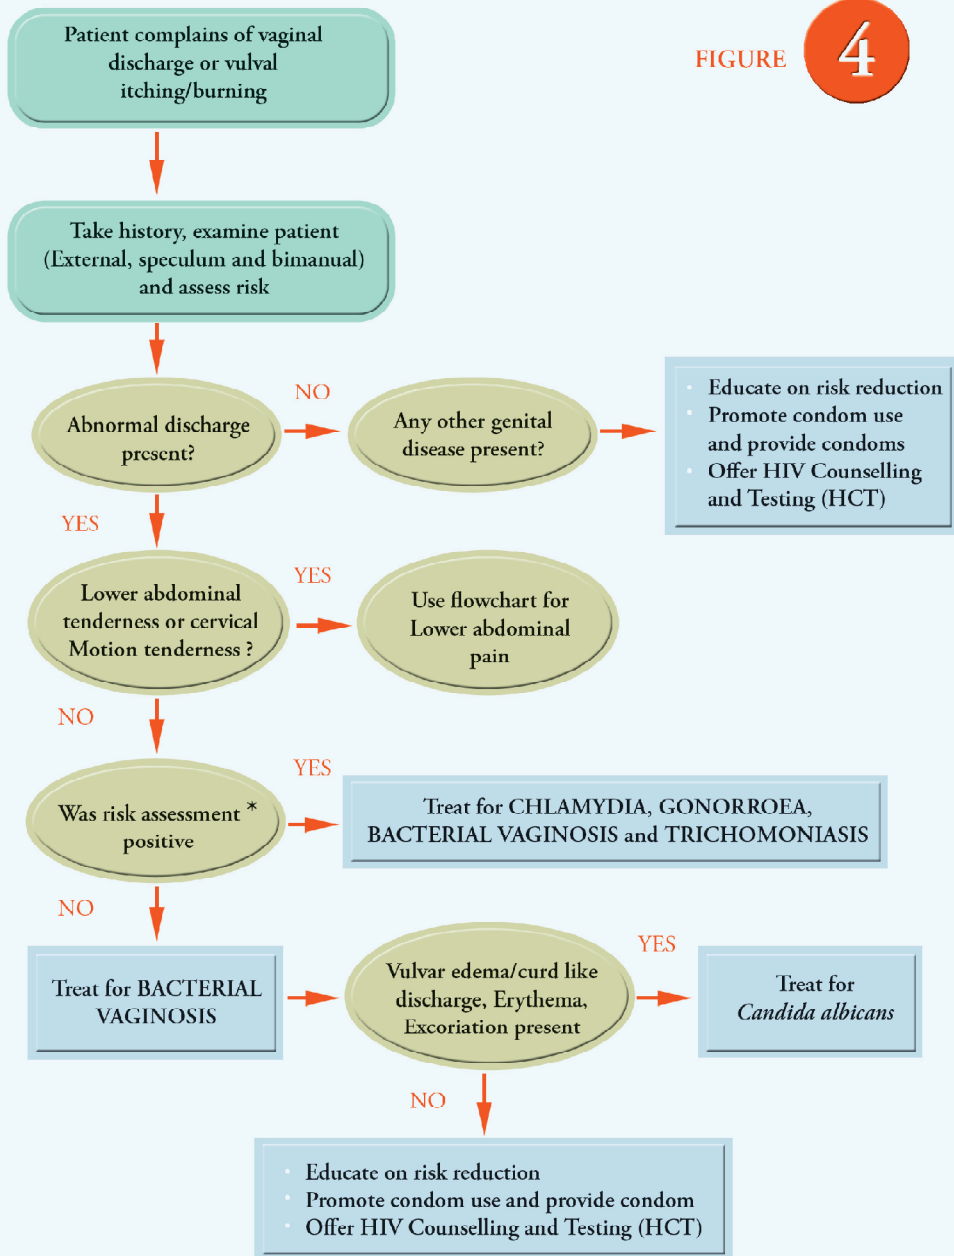 Patient complains of vaginal
discharge or vulval
itching/burning
FIGURE 4
Take history, examine patient
(External, speculum and bimanual)
and assess risk
Abnormal discharge
present?
NO
Any other genital
disease present?
· Educate on risk reduction
· Promote condom use
and provide condoms
· Offer HIV Counselling
and Testing (HCT)
YES
Lower abdominal
tenderness or cervical
Motion tenderness ?
YES
Use flowchart for
Lower abdominal
pain
NO
Was risk assessment *
positive
YES
Treat for CHLAMYDIA, GONORROEA,
BACTERIAL VAGINOSIS and TRICHOMONIASIS
NO
Treat for BACTERIAL
VAGINOSIS
Vulvar edema/curd like
discharge, Erythema,
Excoriation present
YES
Treat for
Candida albicans
NO
· Educate on risk reduction
· Promote condom use and provide condom
· Offer HIV Counselling and Testing (HCT)